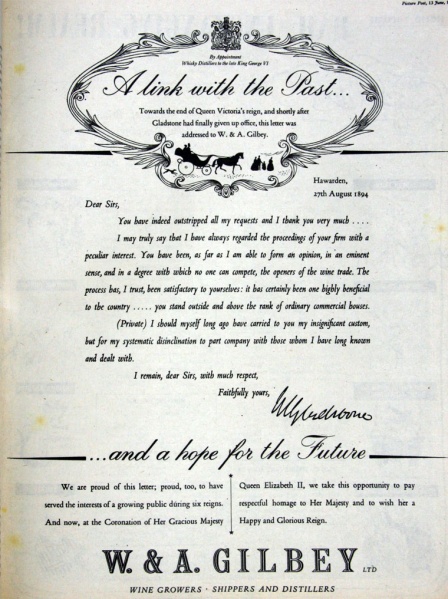 Picture Post, 13 June,
By Appointment
Whisky Distillers to the late King George VI
A link with the Past...
Towards the end of Queen Victoria's reign, and shortly after
Gladstone had finally given up office, this letter was
addressed to W. & A. Gilbey.
Hawarden,
27th August 1894
Dear Sirs,
You have indeed outstripped all my requests and I thank you very much ....
I may truly say that I have always regarded the proceedings of your firm with a
peculiar interest. You have been, as far as I am able to form an opinion, in an eminent
sense, and in a degree with which no one can compete, the openers of the wine trade. The
process has, I trust, been satisfactory to yourselves: it has certainly been one highly beneficial
to the country ..... you stand outside and above the rank of ordinary commercial houses.
(Private) I should myself long ago have carried to you my insignificant custom,
but for my systematic disinclination to part company with those whom I have long known
and dealt with.
I remain, dear Sirs, with much respect,
Faithfully yours,
WEGladstone
...and a hope for the Future
We are proud of this letter; proud, too, to have
served the interests of a growing public during six reigns.
And now, at the Coronation of Her Gracious Majesty
Queen Elizabeth II, we take this opportunity to pay
respectful homage to Her Majesty and to wish her a
Happy and Glorious Reign.
W. & A. GILBEY LTD
WINE GROWERS · SHIPPERS AND DISTILLERS